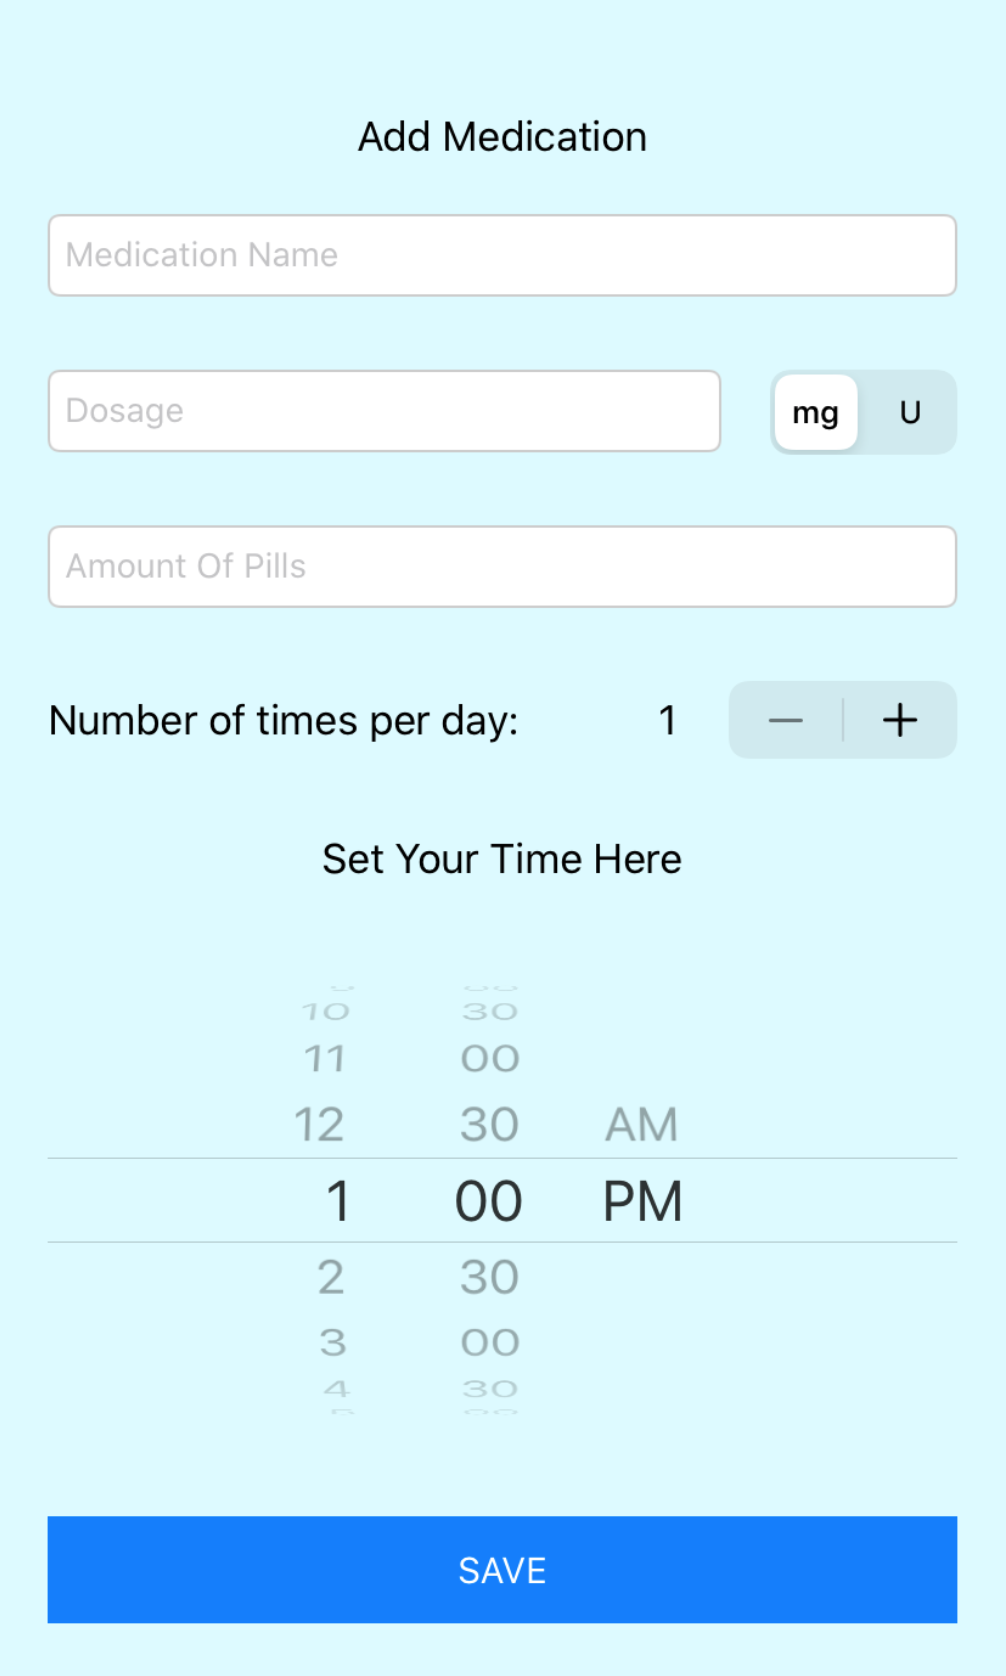 Add Medication
Medication Name
Dosage mg U
Amount Of Pills
Number of times per day: 1 − +
Set Your Time Here
10 30
11 00
12 30 AM
1 00 PM
2 30
3 00
4 30
SAVE